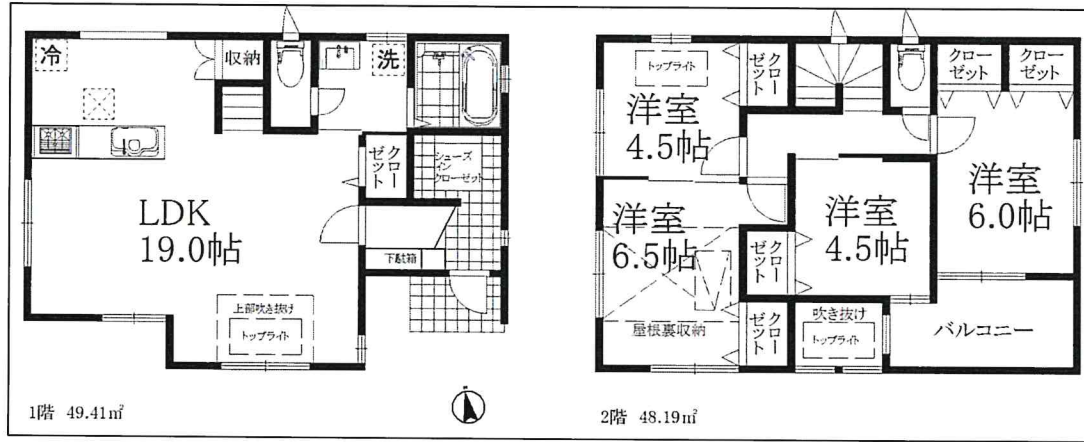 冷
収納
洗
クローゼット
シューズ
イン
クローゼット
LDK
19.0帖
下駄箱
上部吹き抜け
トップライト
1階 49.41㎡
トップライト
クローゼット
クローゼット
クローゼット
洋室
4.5帖
洋室
6.0帖
洋室
6.5帖
クローゼット
洋室
4.5帖
屋根裏収納
クローゼット
吹き抜け
トップライト
バルコニー
2階 48.19㎡